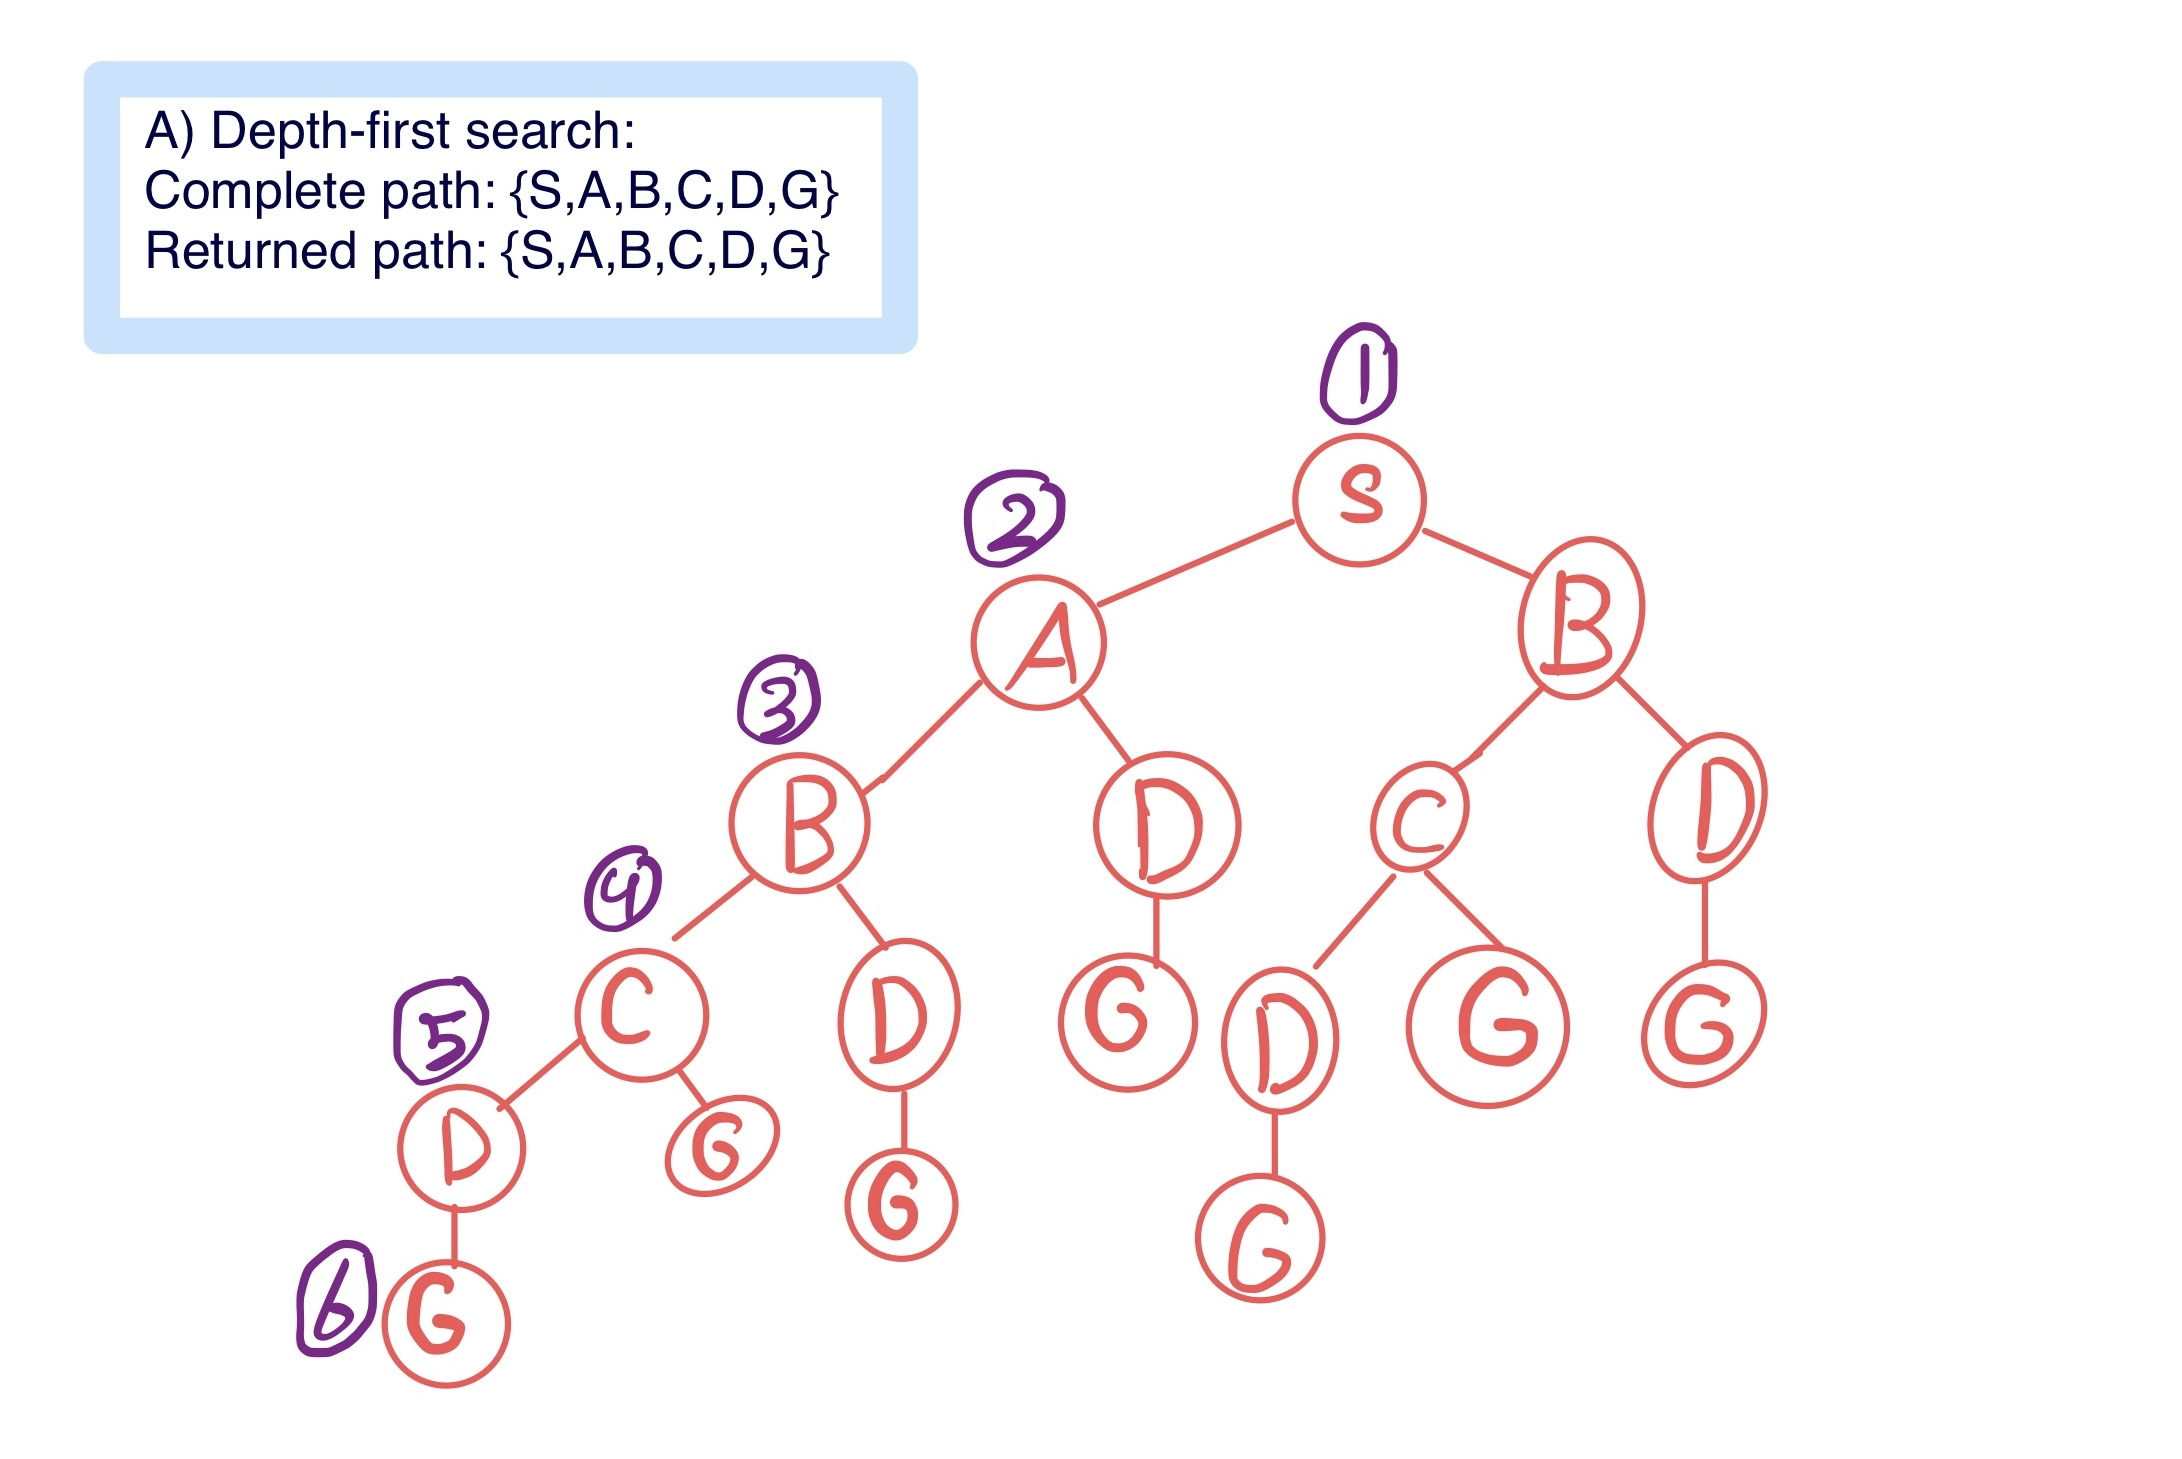 A) Depth-first search:
Complete path: {S,A,B,C,D,G}
Returned path: {S,A,B,C,D,G}
1
S
2
A
B
3
B
D
C
D
4
C
D
G
D
G
G
5
D
G
G
G
6
G